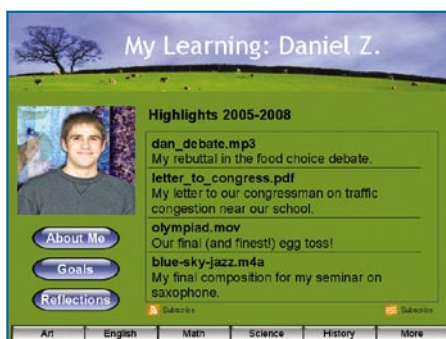 My Learning: Daniel Z.
Highlights 2005-2008
dan_debate.mp3
My rebuttal in the food choice debate.
letter_to_congress.pdf
My letter to our congressman on traffic
congestion near our school.
olympiad.mov
Our final (and finest!) egg toss!
blue-sky-jazz.m4a
My final composition for my seminar on
saxophone.
About Me
Goals
Reflections
Subscribe
RSS Subscribe
Art English Math Science History More